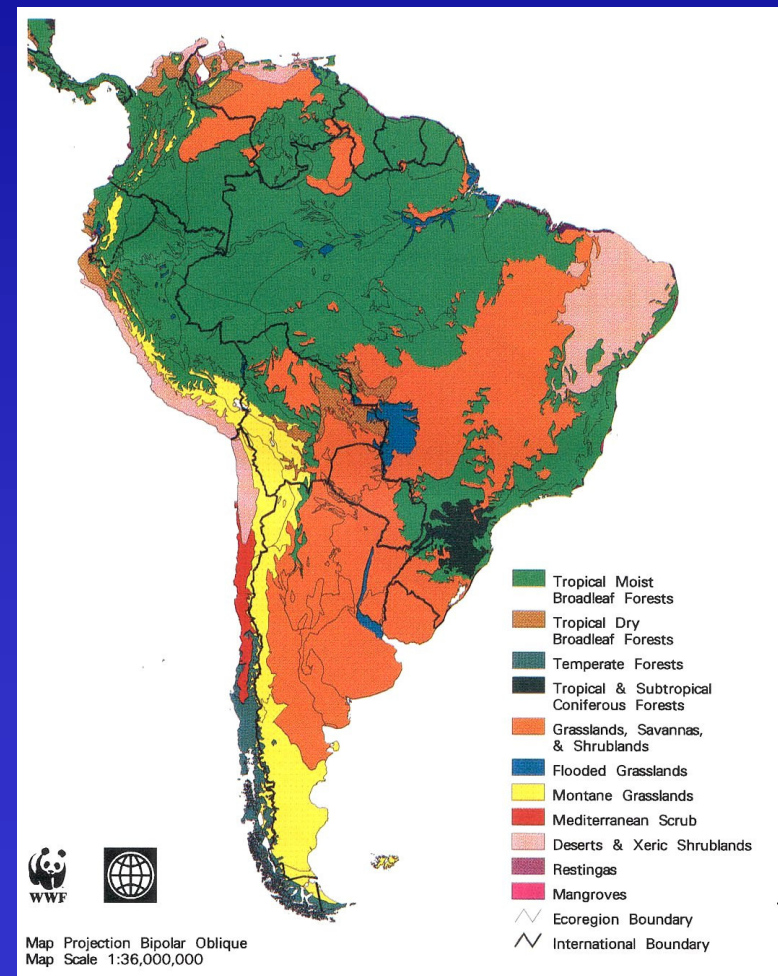 Tropical Moist
Broadleaf Forests
Tropical Dry
Broadleaf Forests
Temperate Forests
Tropical & Subtropical
Coniferous Forests
Grasslands, Savannas,
& Shrublands
Flooded Grasslands
Montane Grasslands
Mediterranean Scrub
Deserts & Xeric Shrublands
Restingas
Mangroves
Ecoregion Boundary
International Boundary
WWF
Map Projection Bipolar Oblique
Map Scale 1:36,000,000